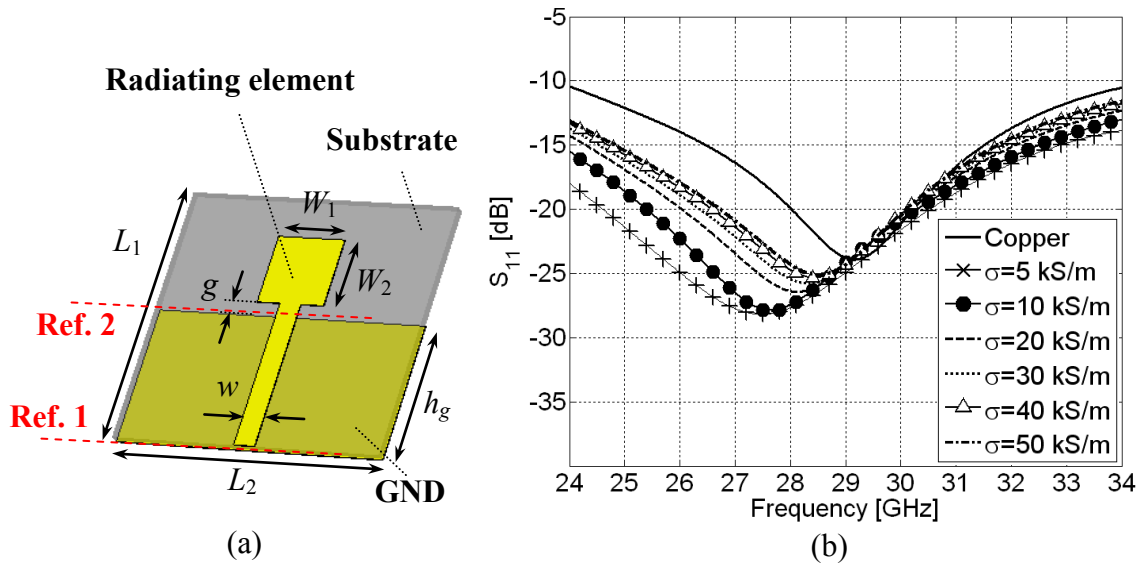 Radiating element
Substrate
W₁
L₁
W₂
g
Ref. 2
w
h_g
Ref. 1
L₂
GND
(a)
-5
-10
-15
-20
-25
-30
-35
S₁₁ [dB]
Copper
σ=5 kS/m
σ=10 kS/m
σ=20 kS/m
σ=30 kS/m
σ=40 kS/m
σ=50 kS/m
24 25 26 27 28 29 30 31 32 33 34
Frequency [GHz]
(b)